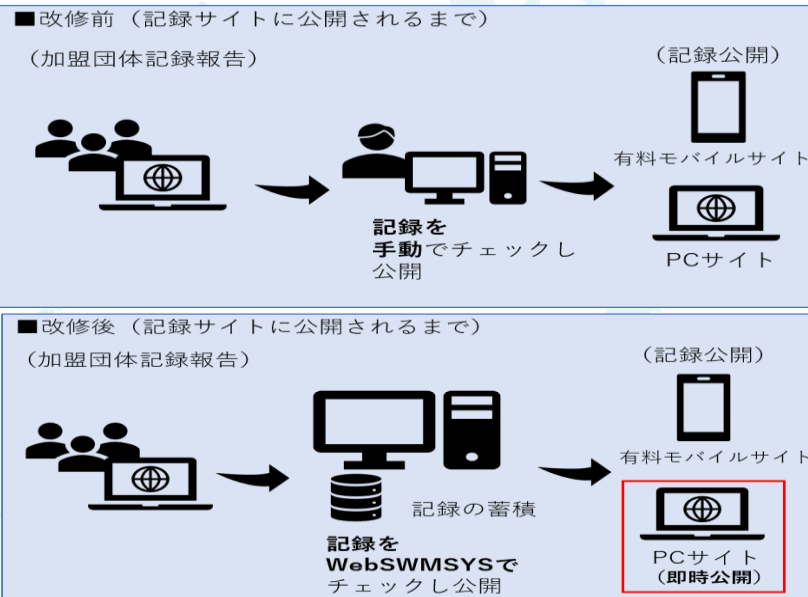 ■改修前（記録サイトに公開されるまで）
（加盟団体記録報告）
（記録公開）
有料モバイルサイト
記録を
手動でチェックし
公開
PCサイト
■改修後（記録サイトに公開されるまで）
（加盟団体記録報告）
（記録公開）
有料モバイルサイト
記録の蓄積
記録を
WebSWMSYSで
チェックし公開
PCサイト
（即時公開）